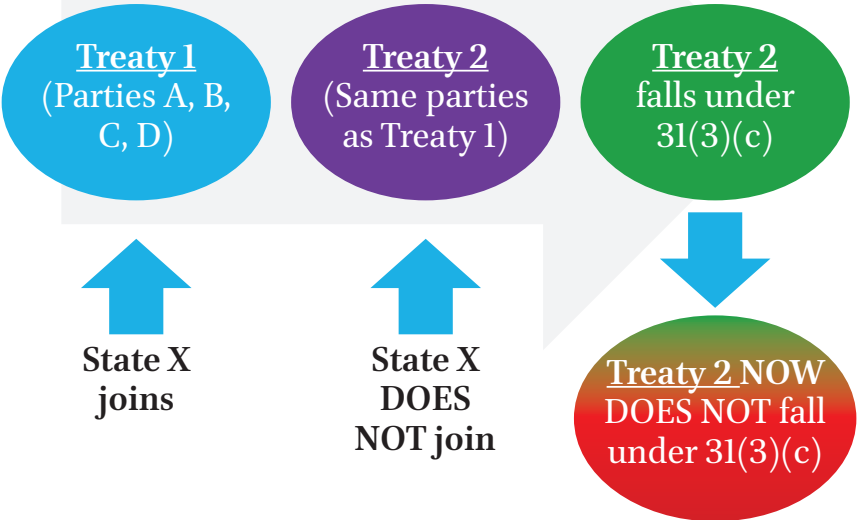 Treaty 1
(Parties A, B,
C, D)
Treaty 2
(Same parties
as Treaty 1)
Treaty 2
falls under
31(3)(c)
State X
joins
State X
DOES
NOT join
Treaty 2 NOW
DOES NOT fall
under 31(3)(c)